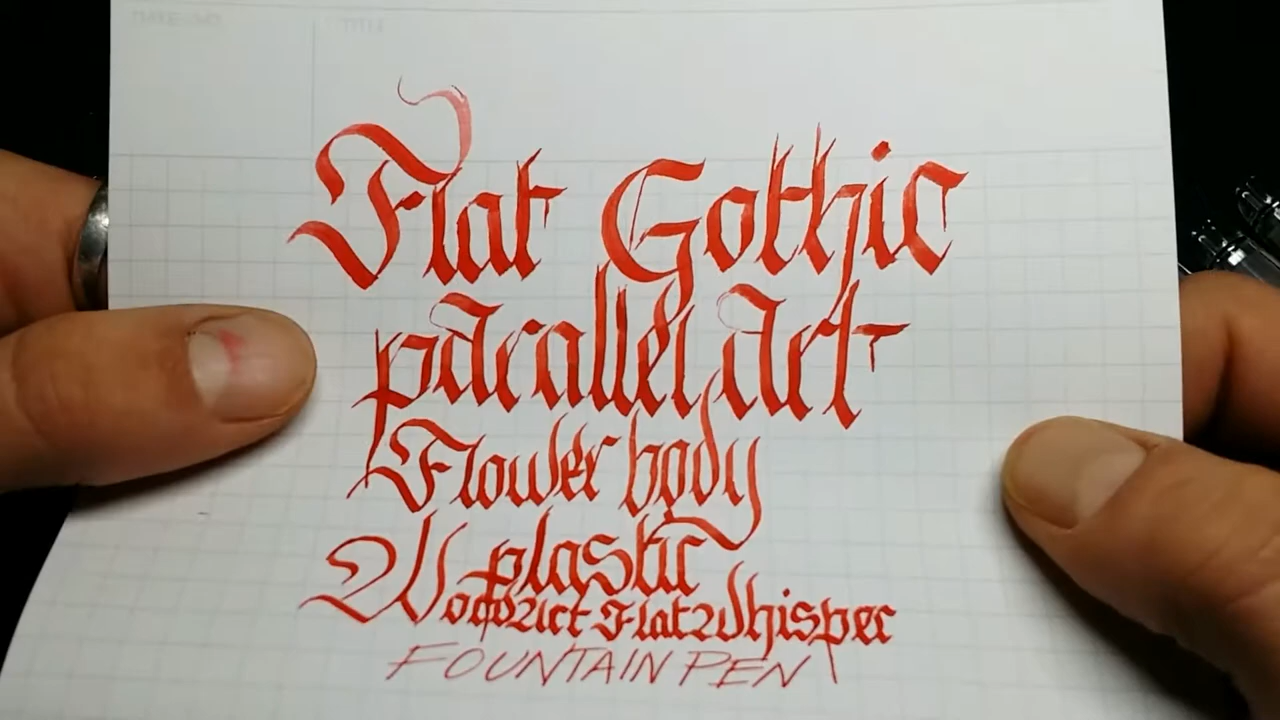 Flat Gothic
parallel art
Flower body
plastic
Wood Art Flat Whisper
FOUNTAIN PEN